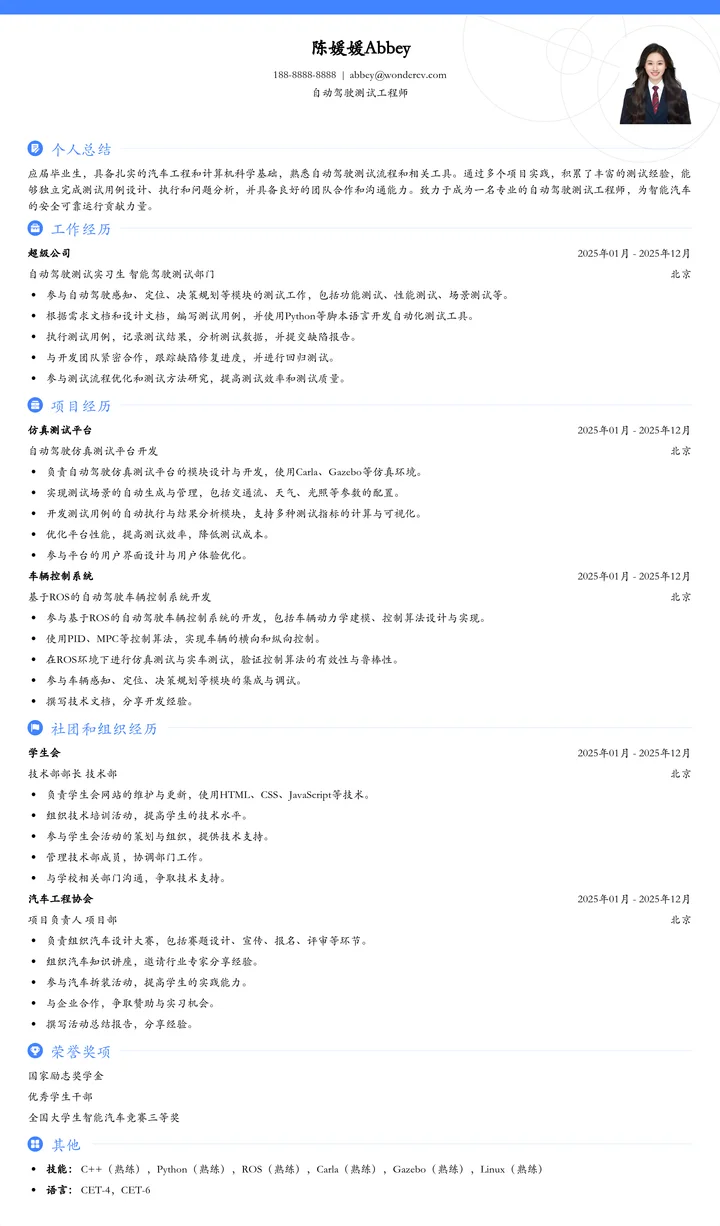 陈媛媛Abbey
188-8888-8888 | abbey@wondercv.com
自动驾驶测试工程师
个人总结
应届毕业生，具备扎实的汽车工程和计算机科学基础，熟悉自动驾驶测试流程和相关工具。通过多个项目实践，积累了丰富的测试经验，能
够独立完成测试用例设计、执行和问题分析，并具备良好的团队合作和沟通能力。致力于成为一名专业的自动驾驶测试工程师，为智能汽车
的安全可靠运行贡献力量。
工作经历
超级公司 2025年01月 - 2025年12月
自动驾驶测试实习生 智能驾驶测试部门 北京
• 参与自动驾驶感知、定位、决策规划等模块的测试工作，包括功能测试、性能测试、场景测试等。
• 根据需求文档和设计文档，编写测试用例，并使用Python等脚本语言开发自动化测试工具。
• 执行测试用例，记录测试结果，分析测试数据，并提交缺陷报告。
• 与开发团队紧密合作，跟踪缺陷修复进度，并进行回归测试。
• 参与测试流程优化和测试方法研究，提高测试效率和测试质量。
项目经历
仿真测试平台 2025年01月 - 2025年12月
自动驾驶仿真测试平台开发 北京
• 负责自动驾驶仿真测试平台的模块设计与开发，使用Carla、Gazebo等仿真环境。
• 实现测试场景的自动生成与管理，包括交通流、天气、光照等参数的配置。
• 开发测试用例的自动执行与结果分析模块，支持多种测试指标的计算与可视化。
• 优化平台性能，提高测试效率，降低测试成本。
• 参与平台的用户界面设计与用户体验优化。
车辆控制系统 2025年01月 - 2025年12月
基于ROS的自动驾驶车辆控制系统开发 北京
• 参与基于ROS的自动驾驶车辆控制系统的开发，包括车辆动力学建模、控制算法设计与实现。
• 使用PID、MPC等控制算法，实现车辆的横向和纵向控制。
• 在ROS环境下进行仿真测试与实车测试，验证控制算法的有效性与鲁棒性。
• 参与车辆感知、定位、决策规划等模块的集成与调试。
• 撰写技术文档，分享开发经验。
社团和组织经历
学生会 2025年01月 - 2025年12月
技术部部长 技术部 北京
• 负责学生会网站的维护与更新，使用HTML、CSS、JavaScript等技术。
• 组织技术培训活动，提高学生的技术水平。
• 参与学生会活动的策划与组织，提供技术支持。
• 管理技术部成员，协调部门工作。
• 与学校相关部门沟通，争取技术支持。
汽车工程协会 2025年01月 - 2025年12月
项目负责人 项目部 北京
• 负责组织汽车设计大赛，包括赛题设计、宣传、报名、评审等环节。
• 组织汽车知识讲座，邀请行业专家分享经验。
• 参与汽车拆装活动，提高学生的实践能力。
• 与企业合作，争取赞助与实习机会。
• 撰写活动总结报告，分享经验。
荣誉奖项
国家励志奖学金
优秀学生干部
全国大学生智能汽车竞赛三等奖
其他
• 技能： C++（熟练）, Python（熟练）, ROS（熟练）, Carla（熟练）, Gazebo（熟练）, Linux（熟练）
• 语言： CET-4，CET-6